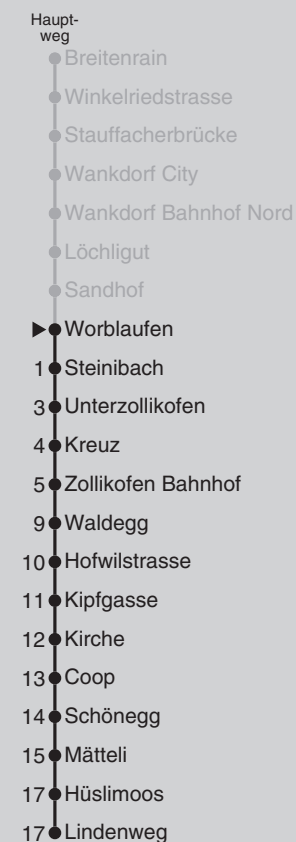 Haupt-
weg
Breitenrain
Winkelriedstrasse
Stauffacherbrücke
Wankdorf City
Wankdorf Bahnhof Nord
Löchligut
Sandhof
Worblaufen
1 Steinibach
3 Unterzollikofen
4 Kreuz
5 Zollikofen Bahnhof
9 Waldegg
10 Hofwilstrasse
11 Kipfgasse
12 Kirche
13 Coop
14 Schönegg
15 Mätteli
17 Hüslimoos
17 Lindenweg